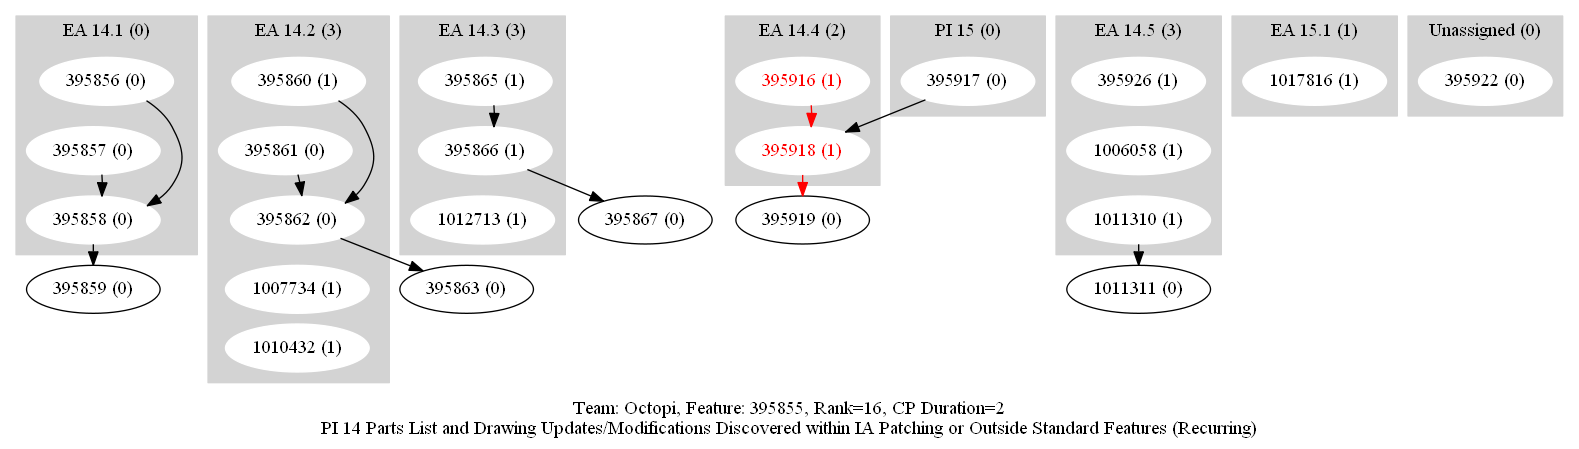 EA 14.1 (0)
395856 (0)
395857 (0)
395858 (0)
395859 (0)
EA 14.2 (3)
395860 (1)
395861 (0)
395862 (0)
1007734 (1)
1010432 (1)
395863 (0)
EA 14.3 (3)
395865 (1)
395866 (1)
1012713 (1)
395867 (0)
EA 14.4 (2)
395916 (1)
395918 (1)
395919 (0)
PI 15 (0)
395917 (0)
EA 14.5 (3)
395926 (1)
1006058 (1)
1011310 (1)
1011311 (0)
EA 15.1 (1)
1017816 (1)
Unassigned (0)
395922 (0)
Team: Octopi, Feature: 395855, Rank=16, CP Duration=2
PI 14 Parts List and Drawing Updates/Modifications Discovered within IA Patching or Outside Standard Features (Recurring)